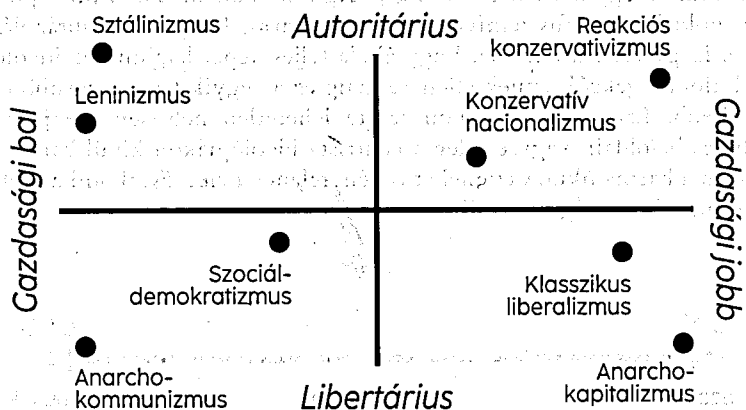 Sztálinizmus
Autoritárius
Reakciós
konzervativizmus
Leninizmus
Konzervatív
nacionalizmus
Gazdasági bal
Gazdasági jobb
Szociál-
demokratizmus
Klasszikus
liberalizmus
Anarcho-
kommunizmus
Libertárius
Anarcho-
kapitalizmus